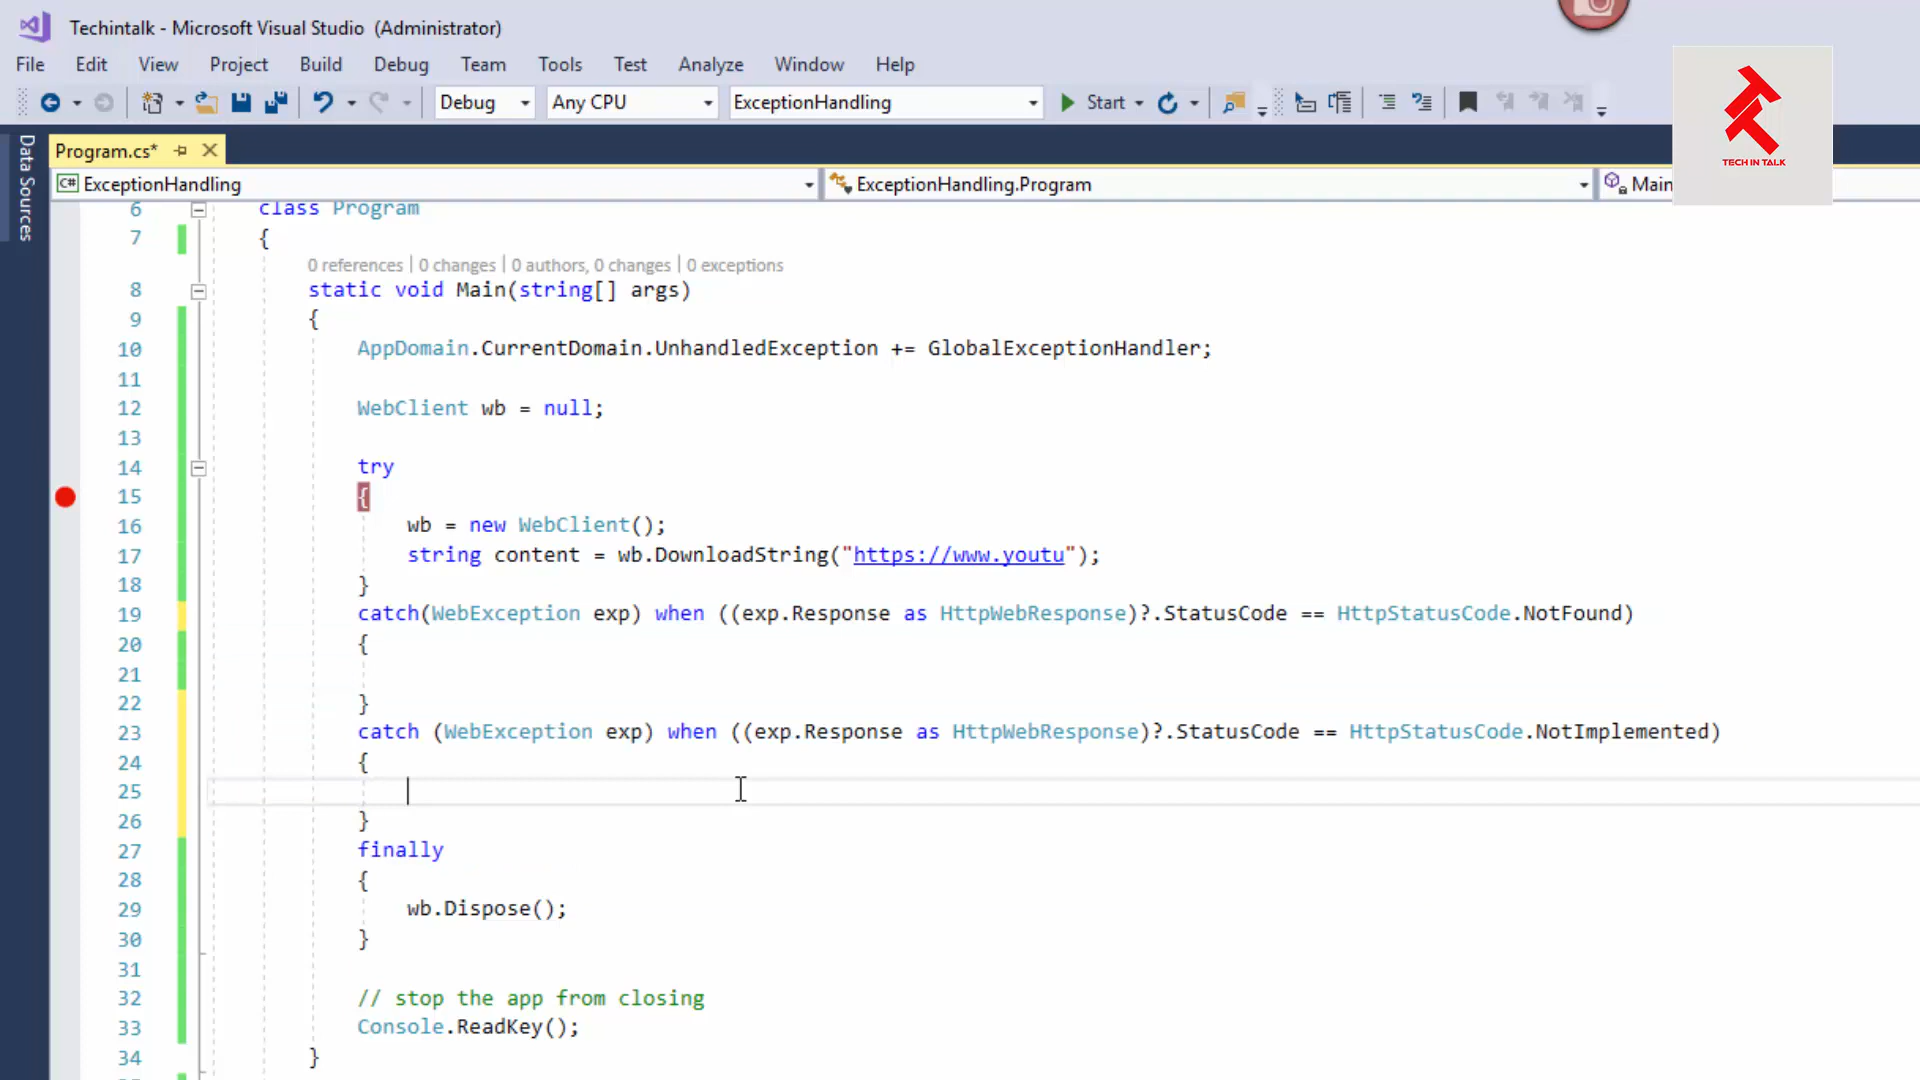 Techintalk - Microsoft Visual Studio (Administrator)
File Edit View Project Build Debug Team Tools Test Analyze Window Help
Debug Any CPU ExceptionHandling Start
TECH IN TALK
Data Sources
Program.cs*
C# ExceptionHandling ExceptionHandling.Program Main
6 class Program
7 {
0 references | 0 changes | 0 authors, 0 changes | 0 exceptions
8 static void Main(string[] args)
9 {
10 AppDomain.CurrentDomain.UnhandledException += GlobalExceptionHandler;
11
12 WebClient wb = null;
13
14 try
15 {
16 wb = new WebClient();
17 string content = wb.DownloadString("https://www.youtu");
18 }
19 catch(WebException exp) when ((exp.Response as HttpWebResponse)?.StatusCode == HttpStatusCode.NotFound)
20 {
21
22 }
23 catch (WebException exp) when ((exp.Response as HttpWebResponse)?.StatusCode == HttpStatusCode.NotImplemented)
24 {
25
26 }
27 finally
28 {
29 wb.Dispose();
30 }
31
32 // stop the app from closing
33 Console.ReadKey();
34 }